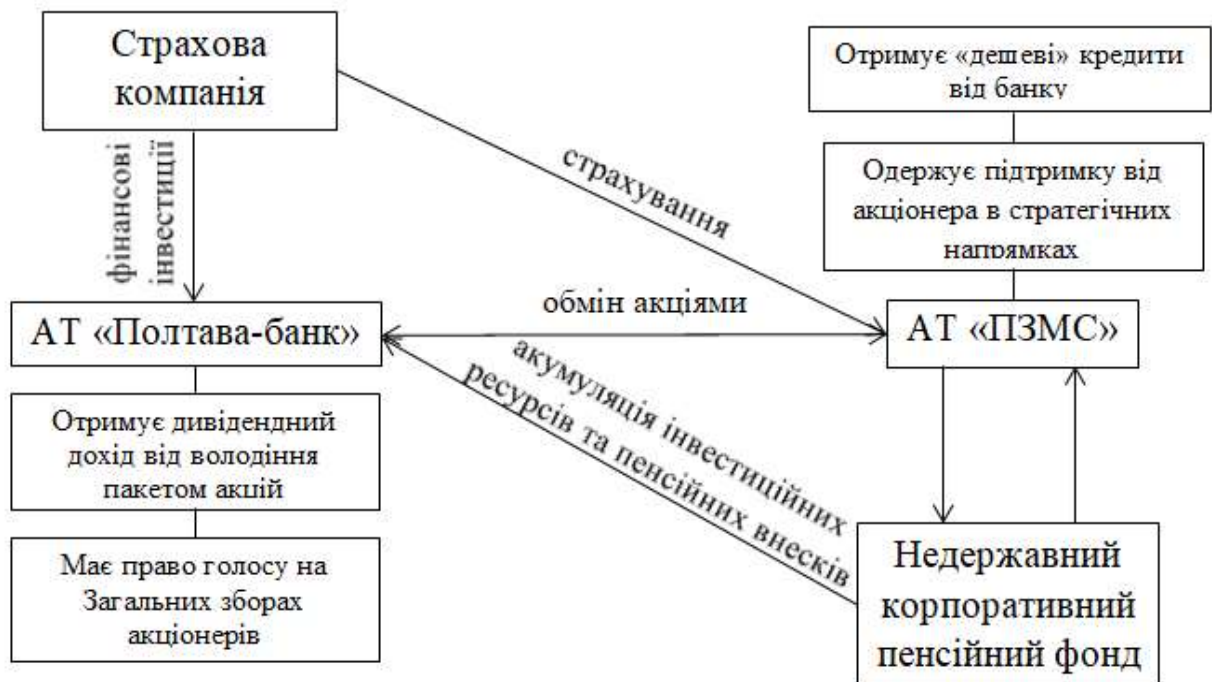 Страхова
компанія
Отримує «дешеві» кредити
від банку
фінансові
інвестиції
страхування
Одержує підтримку від
акціонера в стратегічних
напрямках
обмін акціями
АТ «Полтава-банк»
АТ «ПЗМС»
акумуляція інвестиційних
ресурсів та пенсійних внесків
Отримує дивідендний
дохід від володіння
пакетом акцій
Має право голосу на
Загальних зборах
акціонерів
Недержавний
корпоративний
пенсійний фонд